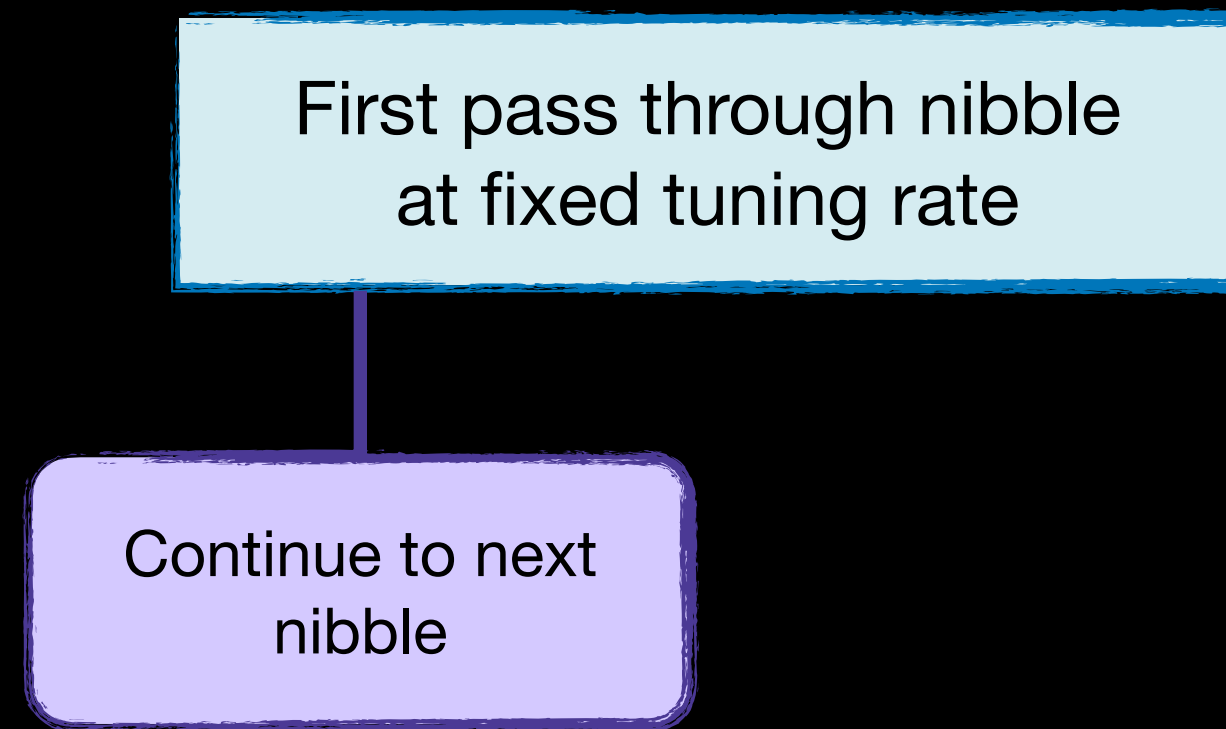 First pass through nibble
at fixed tuning rate
Continue to next
nibble